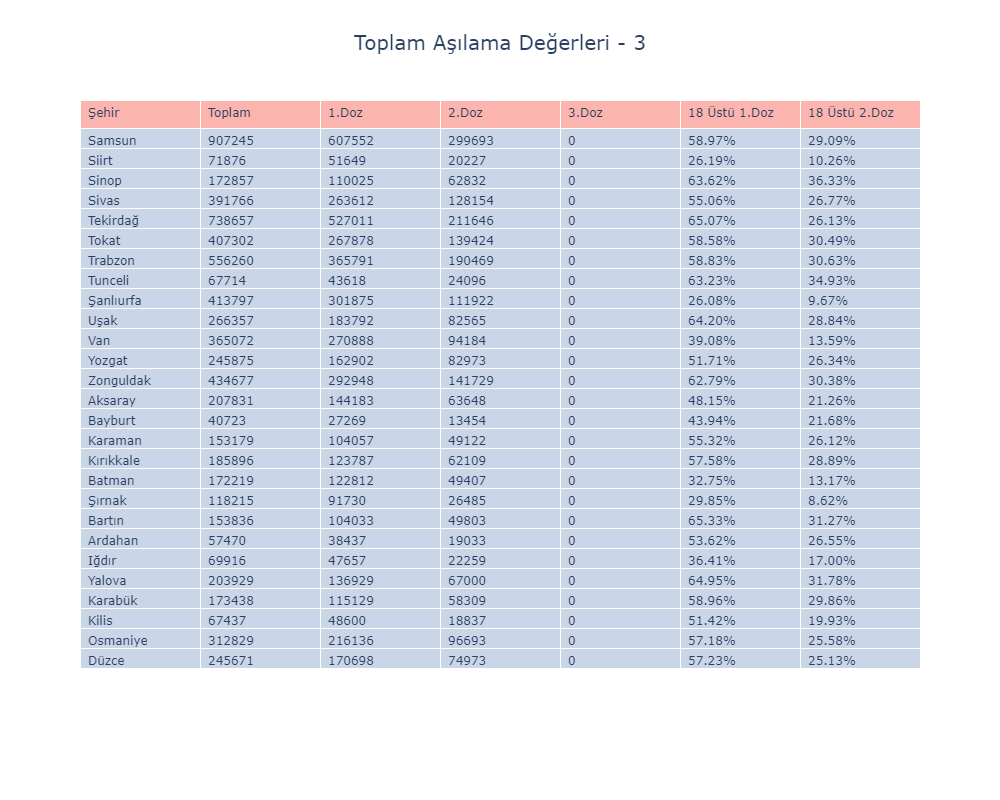 Toplam Aşılama Değerleri - 3
Şehir Toplam 1.Doz 2.Doz 3.Doz 18 Üstü 1.Doz 18 Üstü 2.Doz
Samsun 907245 607552 299693 0 58.97% 29.09%
Siirt 71876 51649 20227 0 26.19% 10.26%
Sinop 172857 110025 62832 0 63.62% 36.33%
Sivas 391766 263612 128154 0 55.06% 26.77%
Tekirdağ 738657 527011 211646 0 65.07% 26.13%
Tokat 407302 267878 139424 0 58.58% 30.49%
Trabzon 556260 365791 190469 0 58.83% 30.63%
Tunceli 67714 43618 24096 0 63.23% 34.93%
Şanlıurfa 413797 301875 111922 0 26.08% 9.67%
Uşak 266357 183792 82565 0 64.20% 28.84%
Van 365072 270888 94184 0 39.08% 13.59%
Yozgat 245875 162902 82973 0 51.71% 26.34%
Zonguldak 434677 292948 141729 0 62.79% 30.38%
Aksaray 207831 144183 63648 0 48.15% 21.26%
Bayburt 40723 27269 13454 0 43.94% 21.68%
Karaman 153179 104057 49122 0 55.32% 26.12%
Kırıkkale 185896 123787 62109 0 57.58% 28.89%
Batman 172219 122812 49407 0 32.75% 13.17%
Şırnak 118215 91730 26485 0 29.85% 8.62%
Bartın 153836 104033 49803 0 65.33% 31.27%
Ardahan 57470 38437 19033 0 53.62% 26.55%
Iğdır 69916 47657 22259 0 36.41% 17.00%
Yalova 203929 136929 67000 0 64.95% 31.78%
Karabük 173438 115129 58309 0 58.96% 29.86%
Kilis 67437 48600 18837 0 51.42% 19.93%
Osmaniye 312829 216136 96693 0 57.18% 25.58%
Düzce 245671 170698 74973 0 57.23% 25.13%